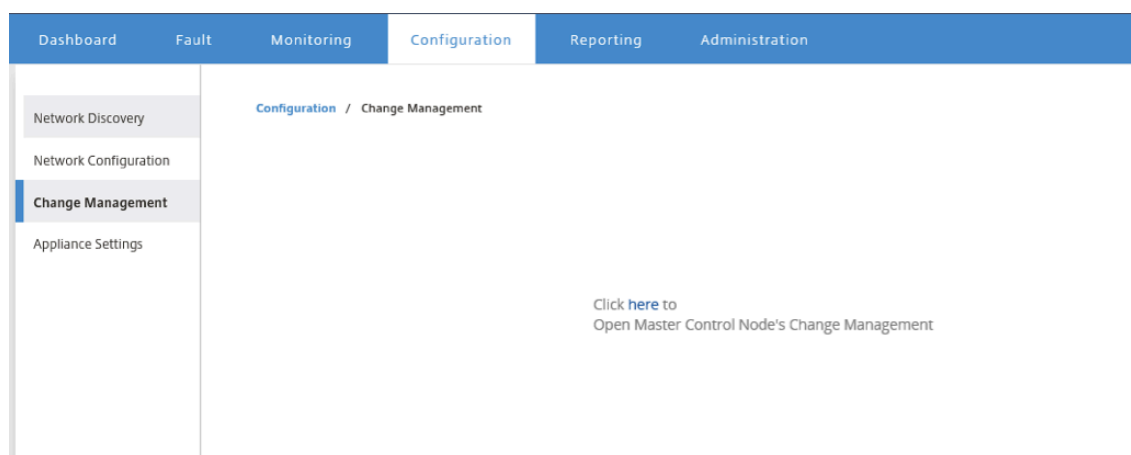 Dashboard Fault Monitoring Configuration Reporting Administration
Network Discovery
Network Configuration
Change Management
Appliance Settings
Configuration / Change Management
Click here to
Open Master Control Node's Change Management